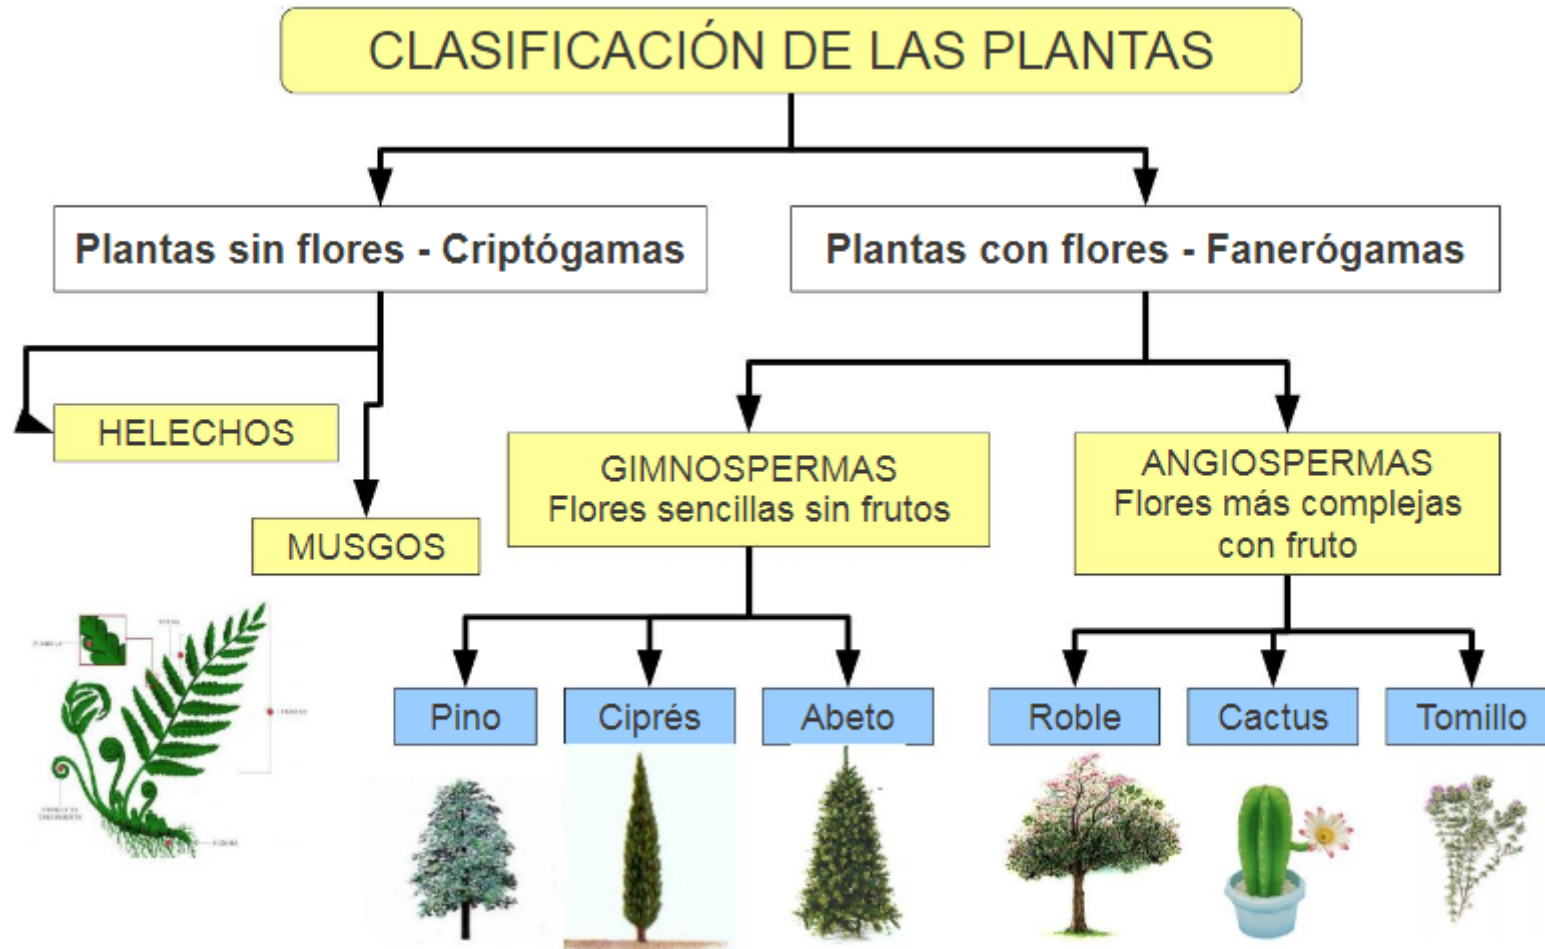 CLASIFICACIÓN DE LAS PLANTAS
Plantas sin flores - Criptógamas
Plantas con flores - Fanerógamas
HELECHOS
MUSGOS
GIMNOSPERMAS
Flores sencillas sin frutos
ANGIOSPERMAS
Flores más complejas
con fruto
Pino
Ciprés
Abeto
Roble
Cactus
Tomillo